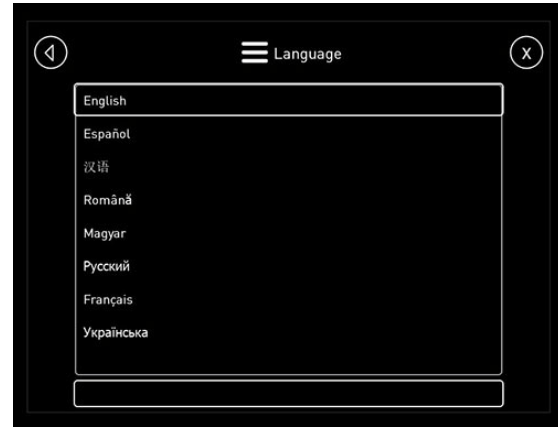 Language
X
English
Español
汉语
Română
Magyar
Русский
Français
Українська